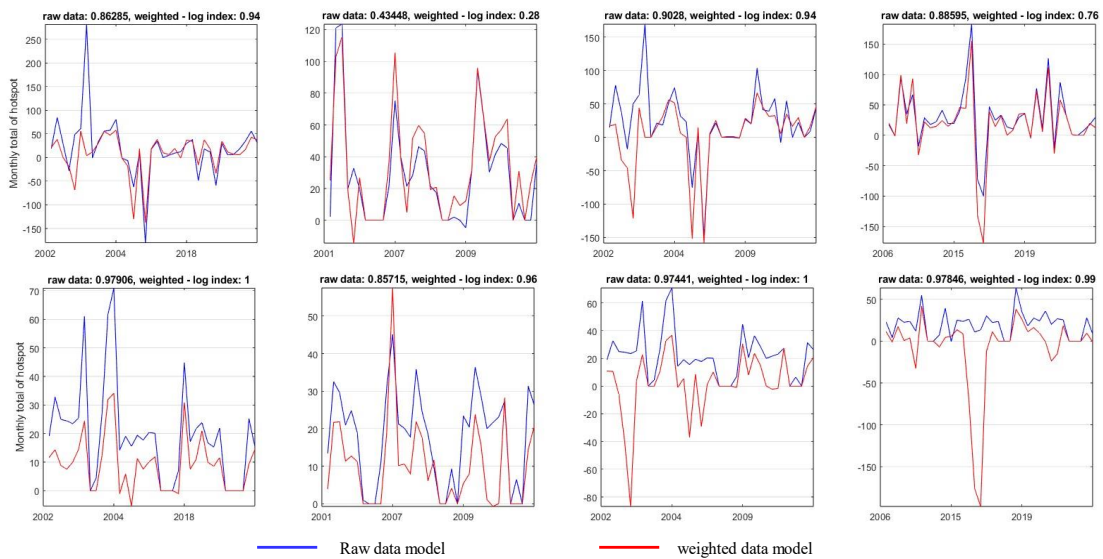 raw data: 0.86285, weighted - log index: 0.94
raw data: 0.43448, weighted - log index: 0.28
raw data: 0.9028, weighted - log index: 0.94
raw data: 0.88595, weighted - log index: 0.76
Monthly total of hotspot
250
200
150
100
50
0
-50
-100
-150
2002 2004 2018
120
100
80
60
40
20
0
2001 2007 2009
150
100
50
0
-50
-100
-150
2002 2004 2009
150
100
50
0
-50
-100
-150
2006 2015 2019
raw data: 0.97906, weighted - log index: 1
raw data: 0.85715, weighted - log index: 0.96
raw data: 0.97441, weighted - log index: 1
raw data: 0.97846, weighted - log index: 0.99
Monthly total of hotspot
70
60
50
40
30
20
10
0
2002 2004 2018
50
40
30
20
10
0
2001 2007 2009
60
40
20
0
-20
-40
-60
-80
2002 2004 2009
50
0
-50
-100
-150
2006 2015 2019
Raw data model
weighted data model